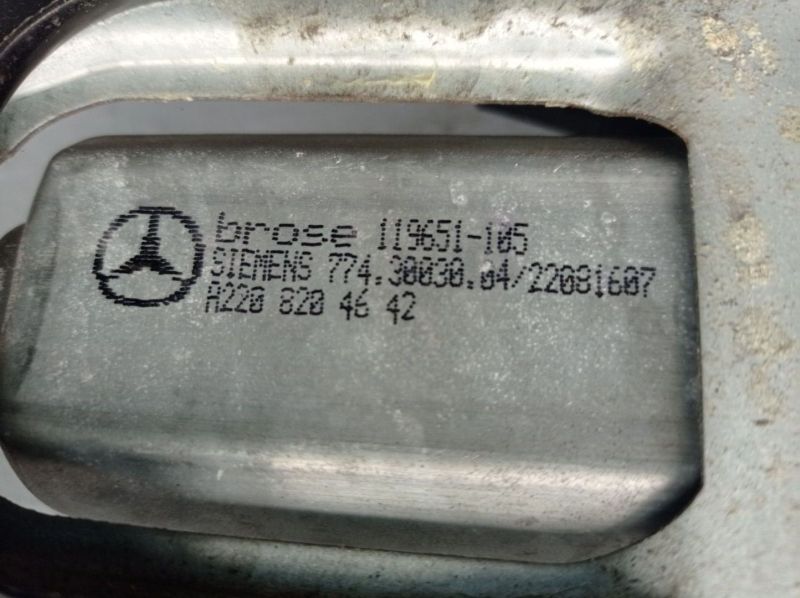 brose 119651-105
SIEMENS 774.30030.04/22081607
A220 820 46 42